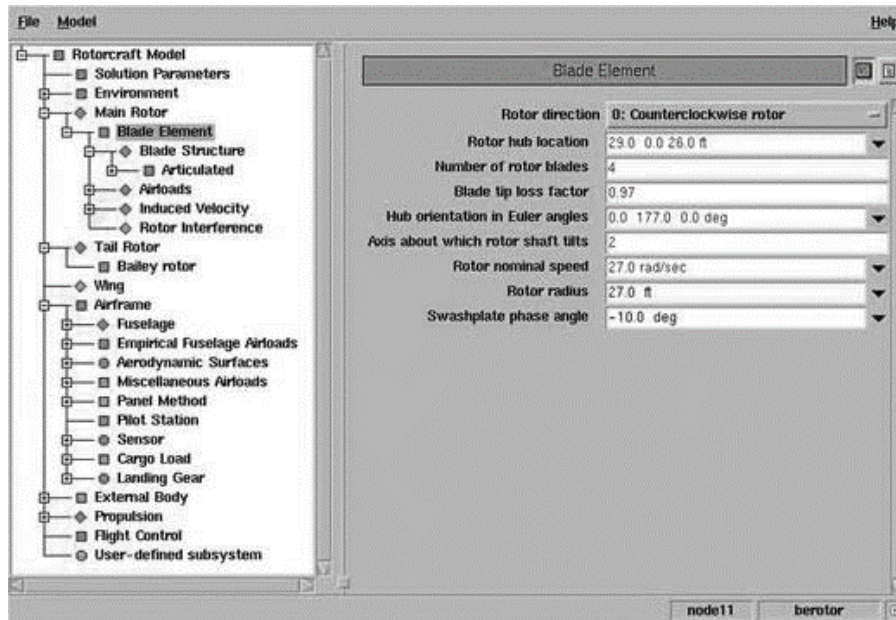 File Model Help
Rotorcraft Model
Solution Parameters
Environment
Main Rotor
Blade Element
Blade Structure
Articulated
Airloads
Induced Velocity
Rotor Interference
Tail Rotor
Bailey rotor
Wing
Airframe
Fuselage
Empirical Fuselage Airloads
Aerodynamic Surfaces
Miscellaneous Airloads
Panel Method
Pilot Station
Sensor
Cargo Load
Landing Gear
External Body
Propulsion
Flight Control
User-defined subsystem
Blade Element
Rotor direction 0: Counterclockwise rotor
Rotor hub location 29.0 0.0 26.0 ft
Number of rotor blades 4
Blade tip loss factor 0.97
Hub orientation in Euler angles 0.0 177.0 0.0 deg
Axis about which rotor shaft tilts 2
Rotor nominal speed 27.0 rad/sec
Rotor radius 27.0 ft
Swashplate phase angle -10.0 deg
node11 berotor